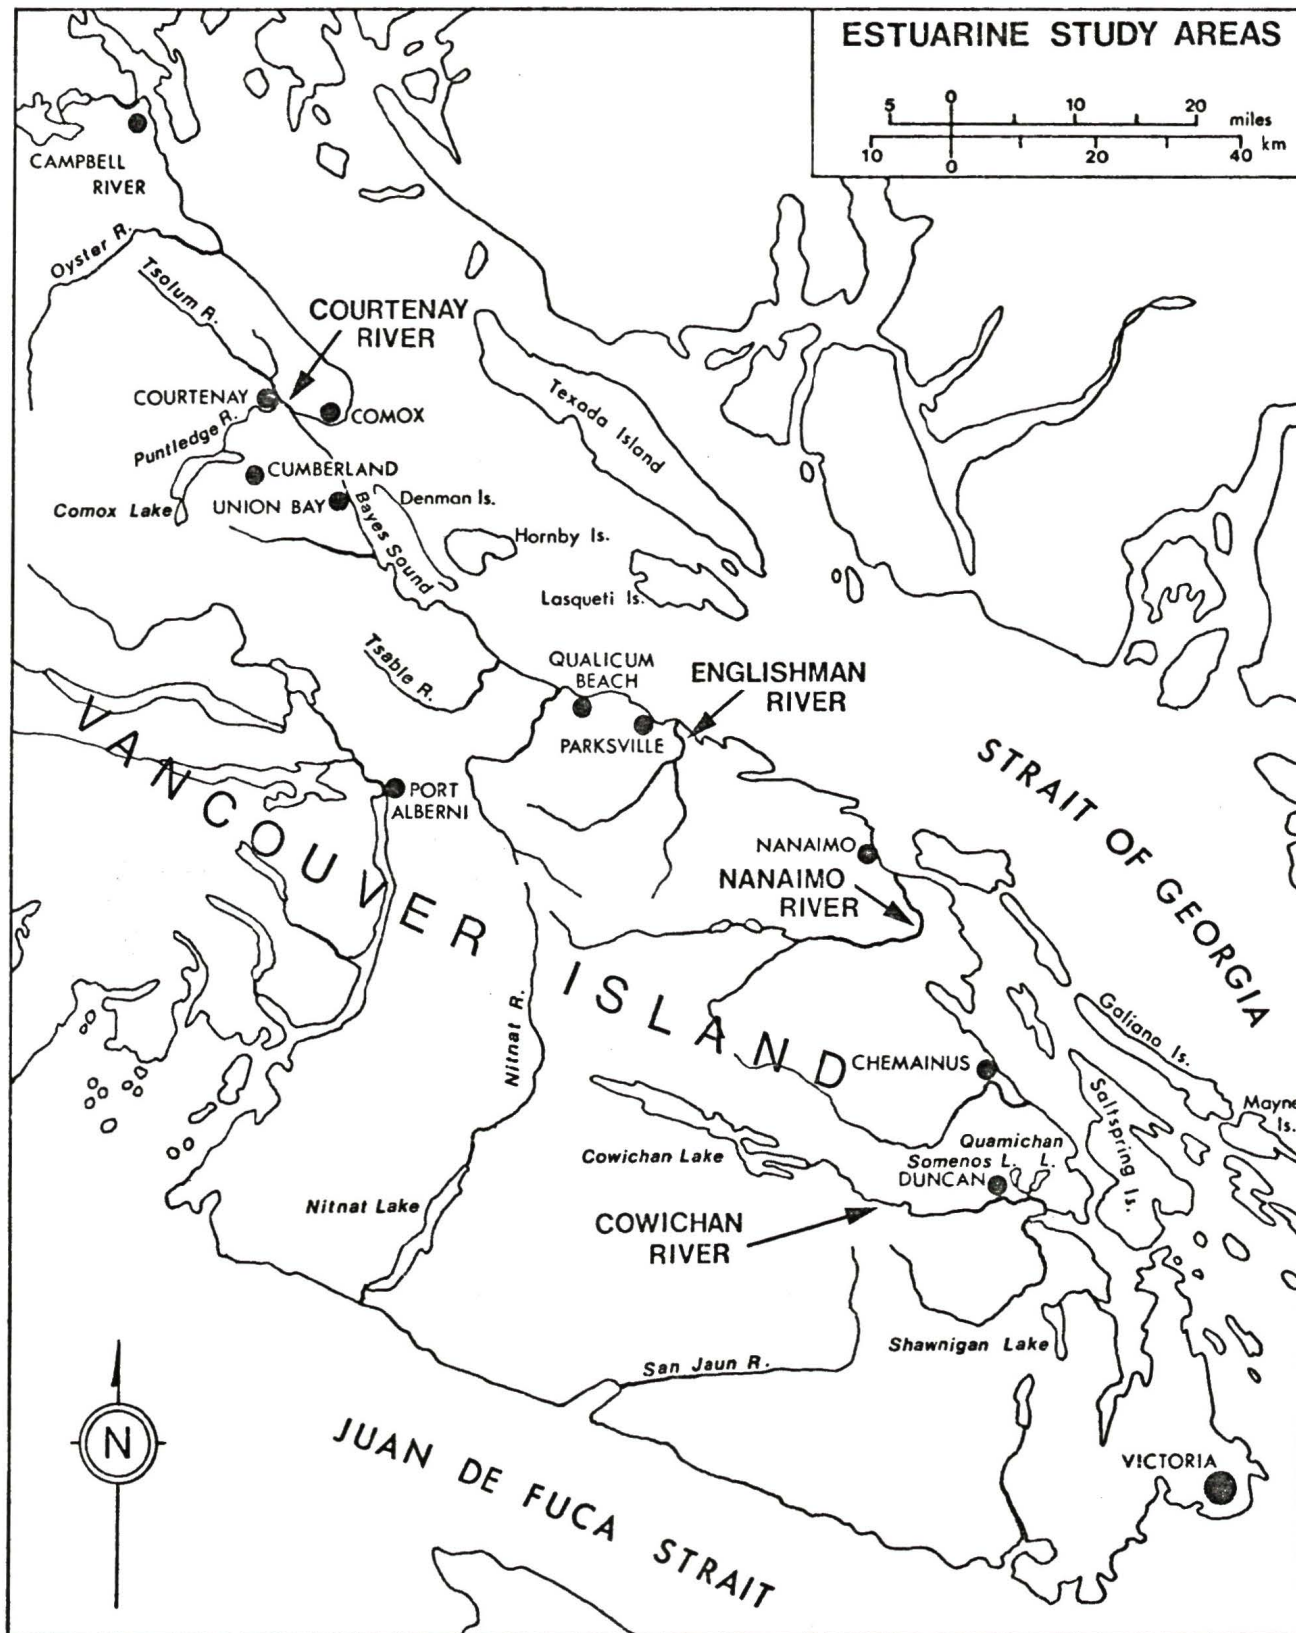 ESTUARINE STUDY AREAS
5 0 10 20 miles
10 0 20 40 km
CAMPBELL
RIVER
Oyster R.
Tsolum R.
COURTENAY
RIVER
COURTENAY
COMOX
Puntledge R.
CUMBERLAND
Comox Lake
UNION BAY
Bayes Sound
Denman Is.
Hornby Is.
Texada Island
Lasqueti Is.
Tsable R.
QUALICUM
BEACH
ENGLISHMAN
RIVER
PARKSVILLE
PORT
ALBERNI
STRAIT OF GEORGIA
NANAIMO
NANAIMO
RIVER
VANCOUVER ISLAND
Nitnat R.
Galiano Is.
CHEMAINUS
Saltspring Is.
Mayne
Is.
Quamichan
Somenos L. L.
DUNCAN
Cowichan Lake
Nitnat Lake
COWICHAN
RIVER
Shawnigan Lake
San Jaun R.
N
JUAN DE FUCA STRAIT
VICTORIA